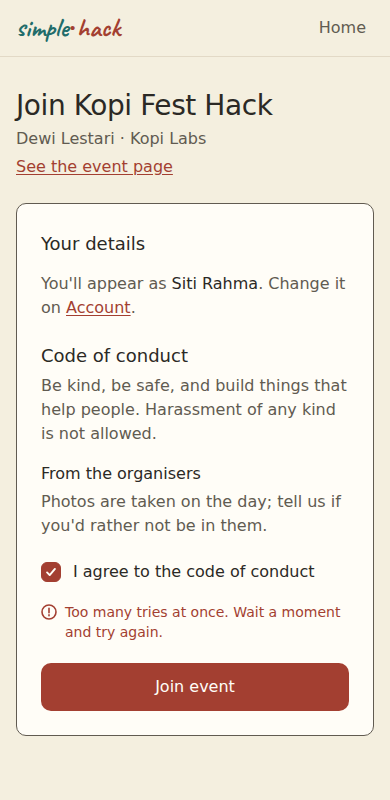 simple·hack
Home
Join Kopi Fest Hack
Dewi Lestari · Kopi Labs
See the event page
Your details
You'll appear as Siti Rahma. Change it
on Account.
Code of conduct
Be kind, be safe, and build things that
help people. Harassment of any kind
is not allowed.
From the organisers
Photos are taken on the day; tell us if
you'd rather not be in them.
I agree to the code of conduct
Too many tries at once. Wait a moment
and try again.
Join event